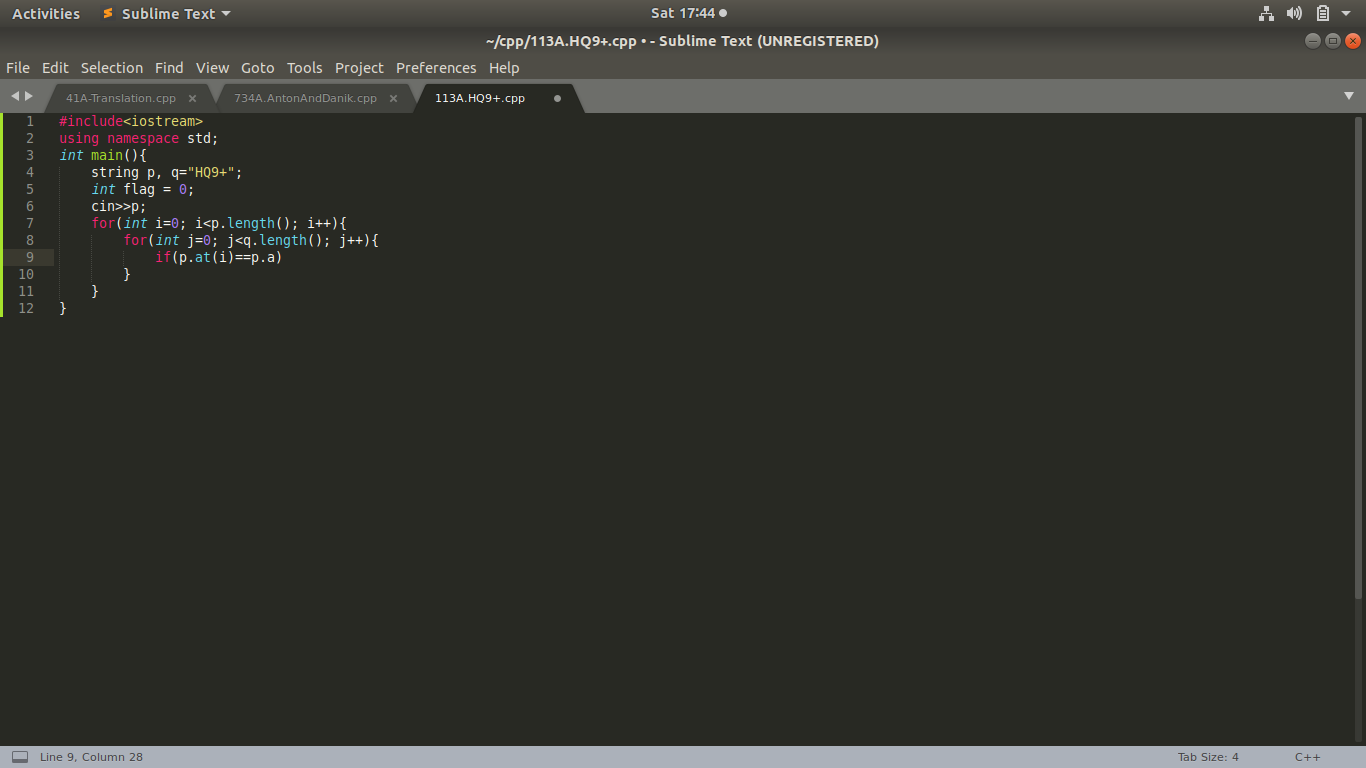 Activities Sublime Text Sat 17:44
~/cpp/113A.HQ9+.cpp • - Sublime Text (UNREGISTERED)
File Edit Selection Find View Goto Tools Project Preferences Help
41A-Translation.cpp × 734A.AntonAndDanik.cpp × 113A.HQ9+.cpp
1 #include<iostream>
2 using namespace std;
3 int main(){
4 string p, q="HQ9+";
5 int flag = 0;
6 cin>>p;
7 for(int i=0; i<p.length(); i++){
8 for(int j=0; j<q.length(); j++){
9 if(p.at(i)==p.a)
10 }
11 }
12 }
Line 9, Column 28 Tab Size: 4 C++